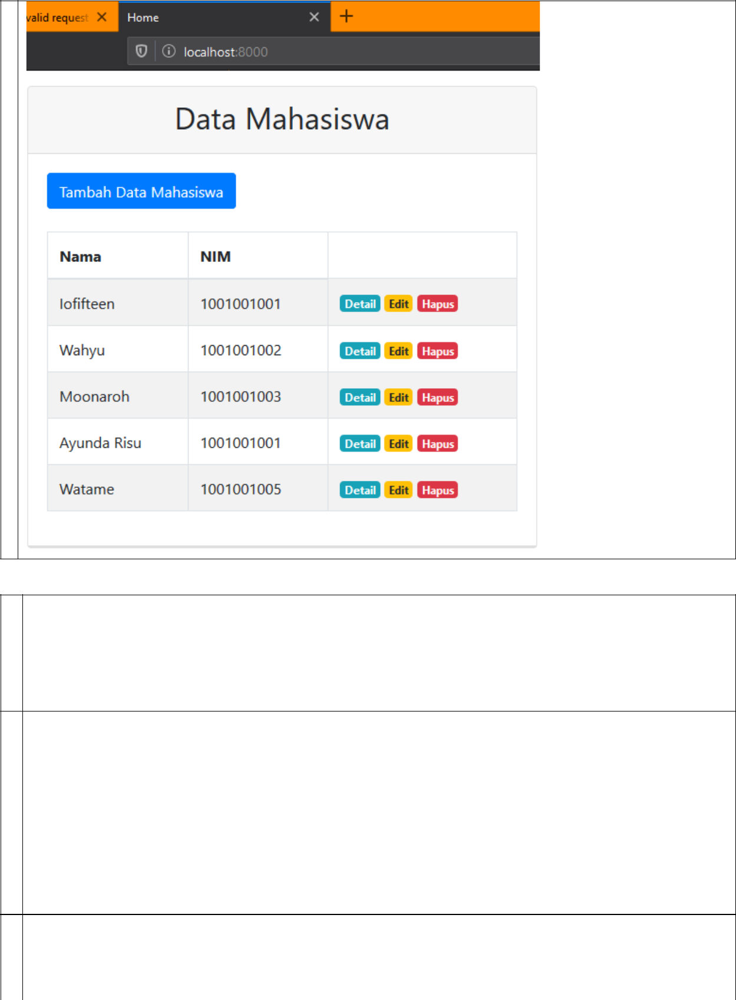 valid request
Home
localhost:8000
Data Mahasiswa
Tambah Data Mahasiswa
Nama NIM
Iofifteen 1001001001 Detail Edit Hapus
Wahyu 1001001002 Detail Edit Hapus
Moonaroh 1001001003 Detail Edit Hapus
Ayunda Risu 1001001001 Detail Edit Hapus
Watame 1001001005 Detail Edit Hapus